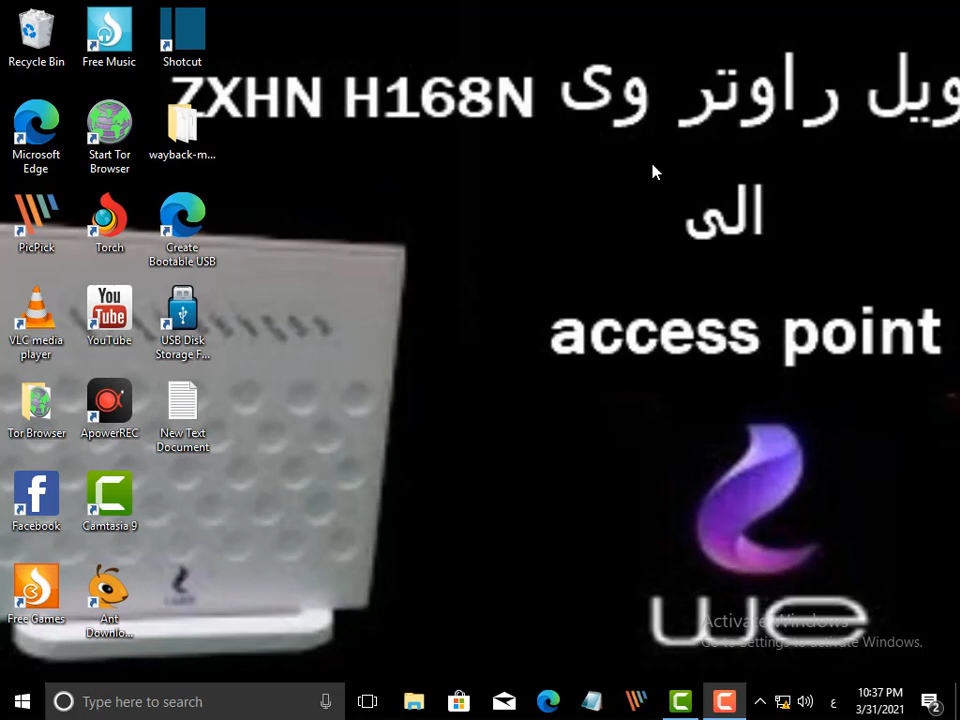 Recycle Bin
Free Music
Shotcut
ZXHN H168N ويل راوتر وى
Microsoft Edge
Start Tor Browser
wayback-m...
الى
PicPick
Torch
Create Bootable USB
VLC media player
You Tube
YouTube
USB Disk Storage F...
access point
Tor Browser
ApowerREC
New Text Document
Facebook
Camtasia 9
Free Games
Ant Downlo...
we
Activate Windows
Go to Settings to activate Windows.
Type here to search
ع
10:37 PM
3/31/2021
2